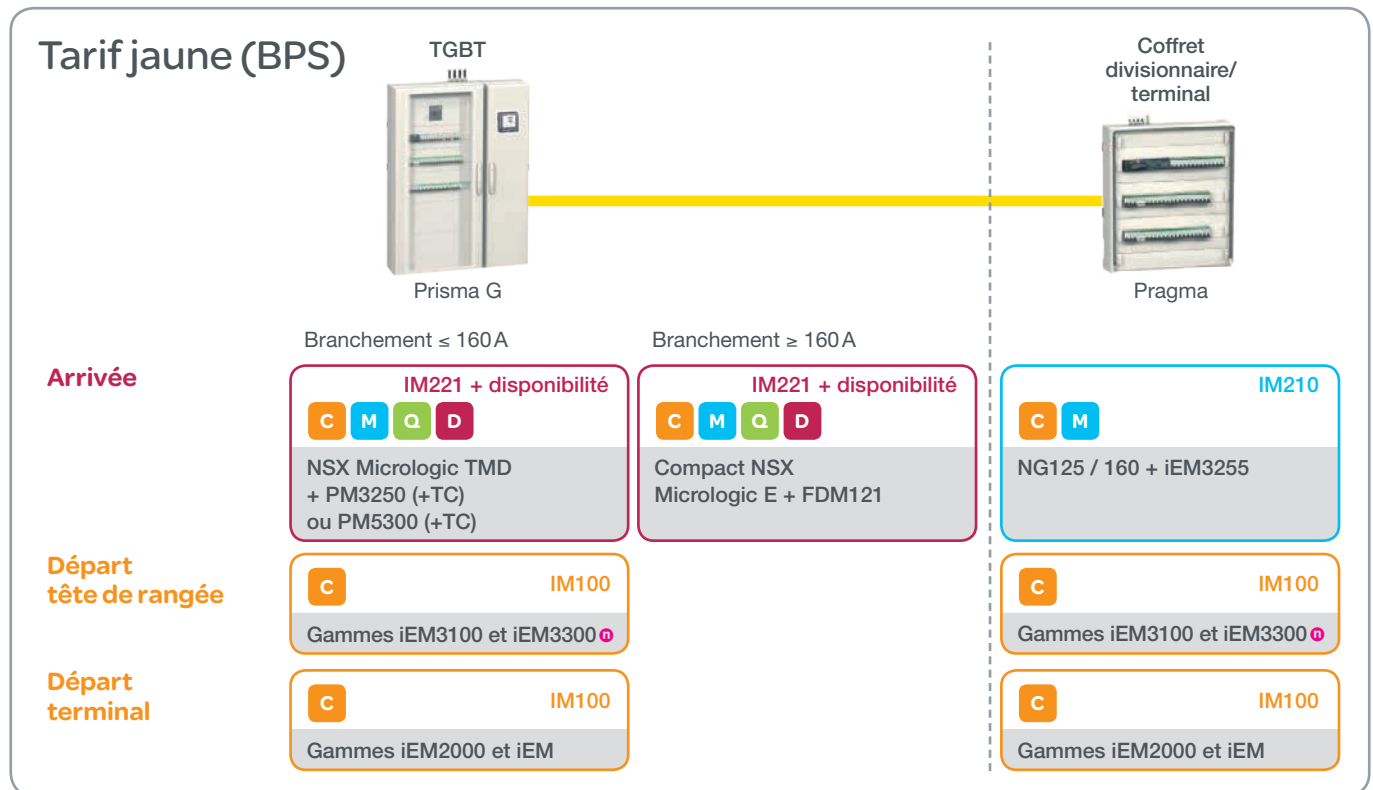 Tarif jaune (BPS)
TGBT
Coffret
divisionnaire/
terminal
Prisma G
Pragma
Branchement ≤ 160 A
Branchement ≥ 160 A
Arrivée
IM221 + disponibilité
C M Q D
NSX Micrologic TMD
+ PM3250 (+TC)
ou PM5300 (+TC)
IM221 + disponibilité
C M Q D
Compact NSX
Micrologic E + FDM121
IM210
C M
NG125 / 160 + iEM3255
Départ
tête de rangée
C IM100
Gammes iEM3100 et iEM3300 n
C IM100
Gammes iEM3100 et iEM3300 n
Départ
terminal
C IM100
Gammes iEM2000 et iEM
C IM100
Gammes iEM2000 et iEM